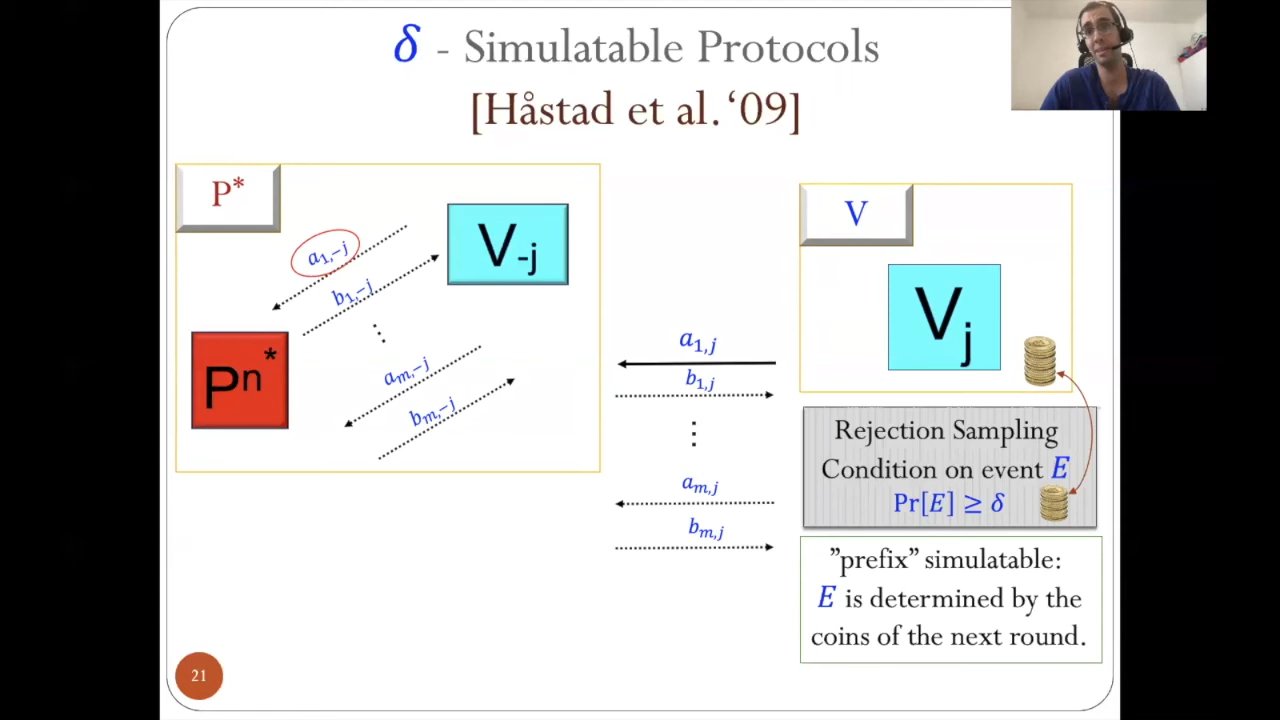 δ - Simulatable Protocols
[Håstad et al. ‘09]
P*
V
V-j
a1,-j
b1,-j
⋮
Pn*
am,-j
bm,-j
Vj
a1,j
b1,j
⋮
am,j
bm,j
Rejection Sampling
Condition on event E
Pr[E] ≥ δ
”prefix” simulatable:
E is determined by the
coins of the next round.
21